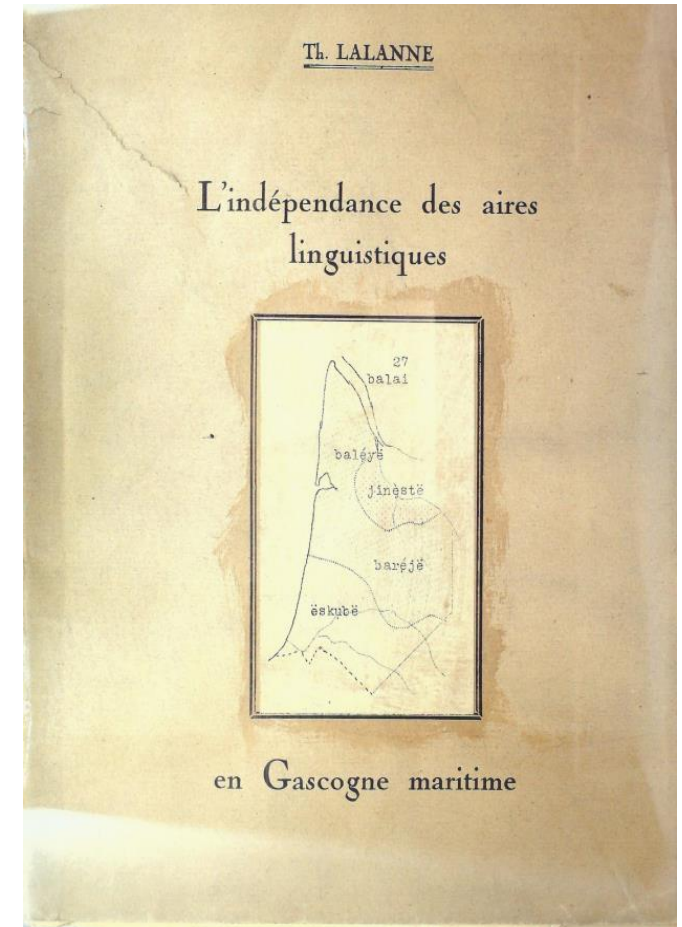 Th. LALANNE
L'indépendance des aires
linguistiques
27
balai
baléyë
jinèstë
baréjë
ëskubë
en Gascogne maritime